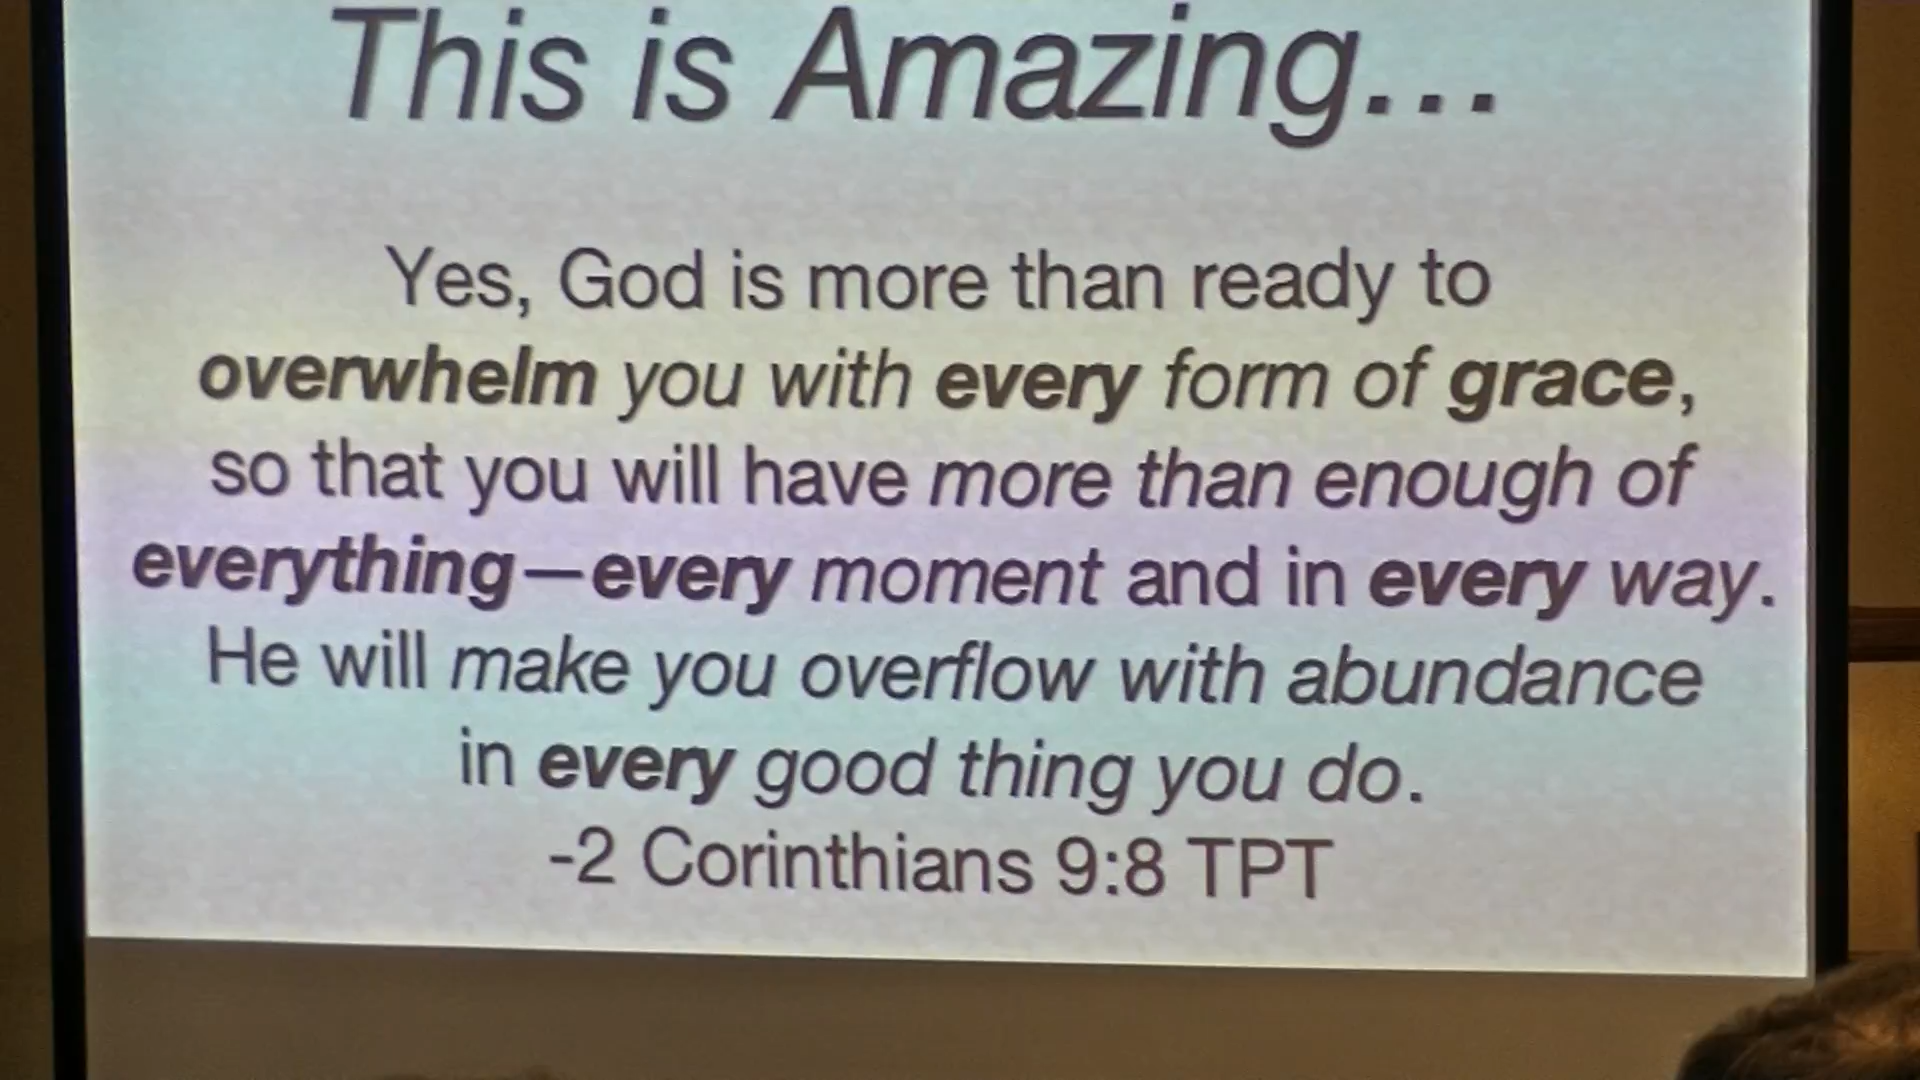 This is Amazing...
Yes, God is more than ready to
overwhelm you with every form of grace,
so that you will have more than enough of
everything—every moment and in every way.
He will make you overflow with abundance
in every good thing you do.
-2 Corinthians 9:8 TPT